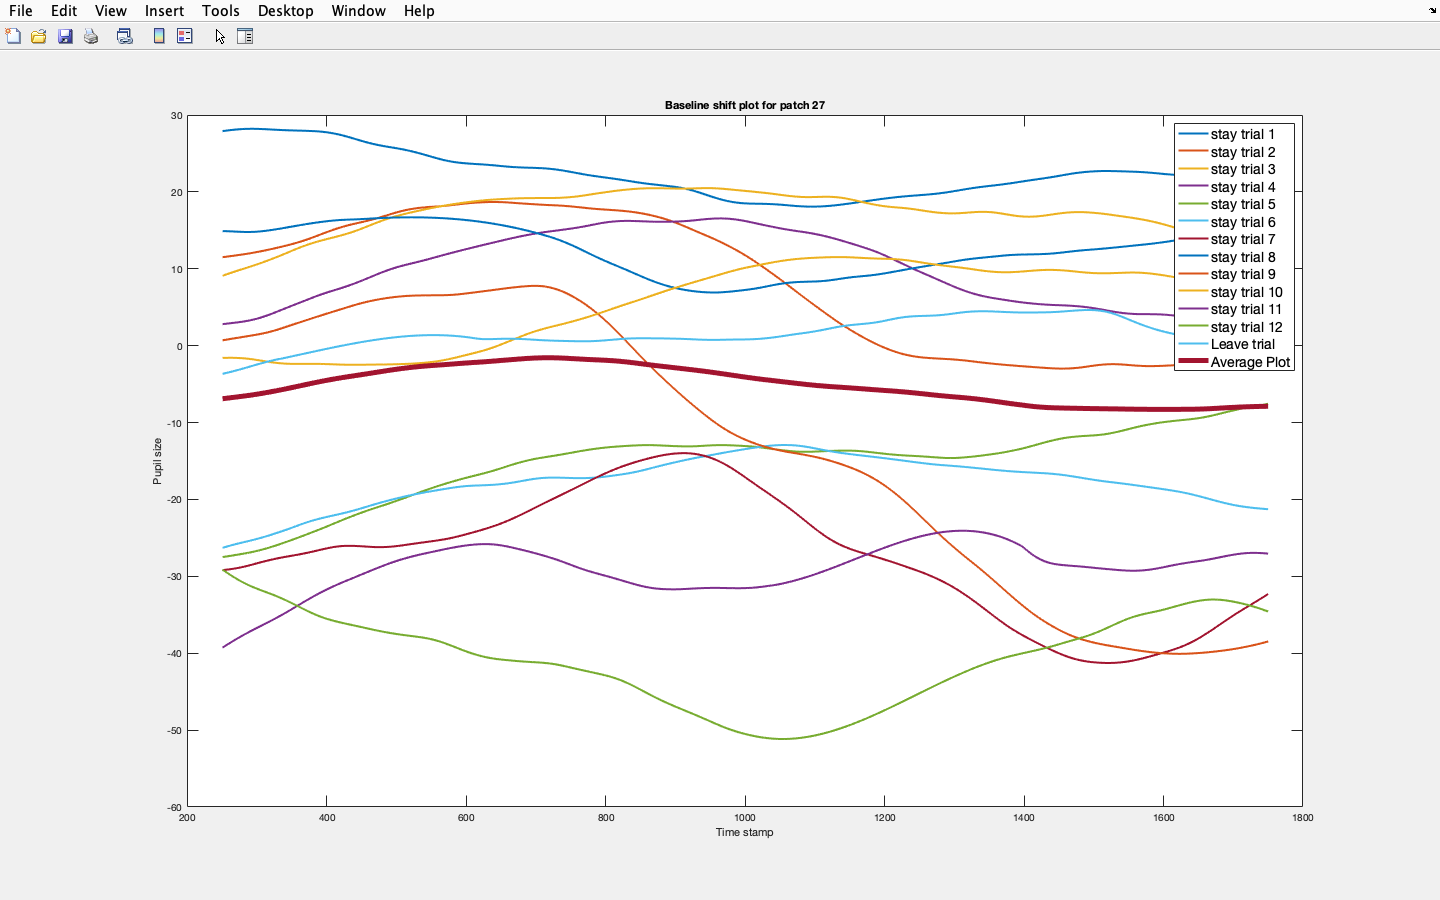 File Edit View Insert Tools Desktop Window Help
Baseline shift plot for patch 27
30
20
10
0
-10
-20
-30
-40
-50
-60
Pupil size
200 400 600 800 1000 1200 1400 1600 1800
Time stamp
stay trial 1
stay trial 2
stay trial 3
stay trial 4
stay trial 5
stay trial 6
stay trial 7
stay trial 8
stay trial 9
stay trial 10
stay trial 11
stay trial 12
Leave trial
Average Plot